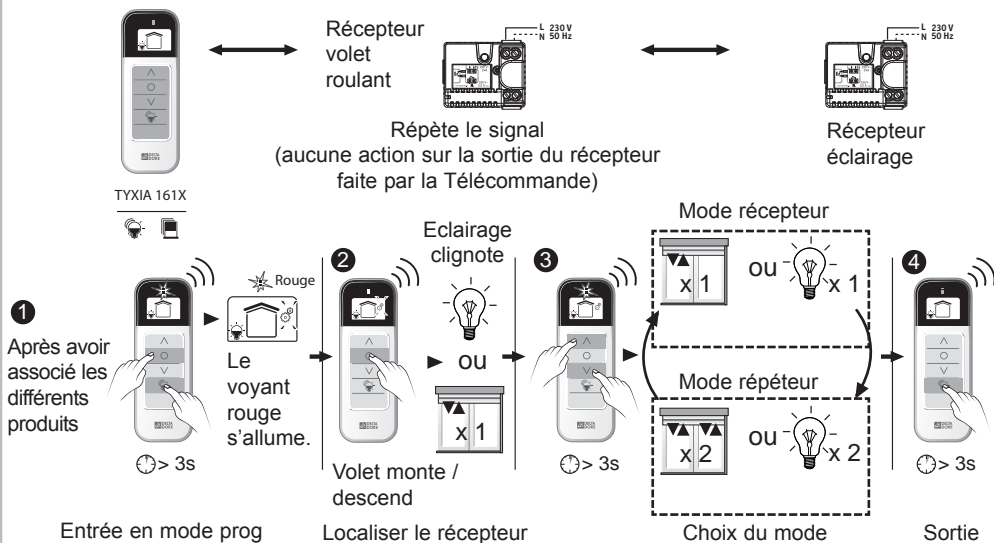 Récepteur
volet
roulant
L 230 V
N 50 Hz
L 230 V
N 50 Hz
Répète le signal
(aucune action sur la sortie du récepteur
faite par la Télécommande)
Récepteur
éclairage
DELTA DORE
TYXIA 161X
1
Après avoir
associé les
différents
produits
> 3s
Rouge
Le
voyant
rouge
s'allume.
Entrée en mode prog
2
Eclairage
clignote
ou
x 1
Volet monte /
descend
Localiser le récepteur
3
> 3s
Mode récepteur
x 1
ou
x 1
Mode répéteur
x 2
ou
x 2
Choix du mode
4
> 3s
Sortie